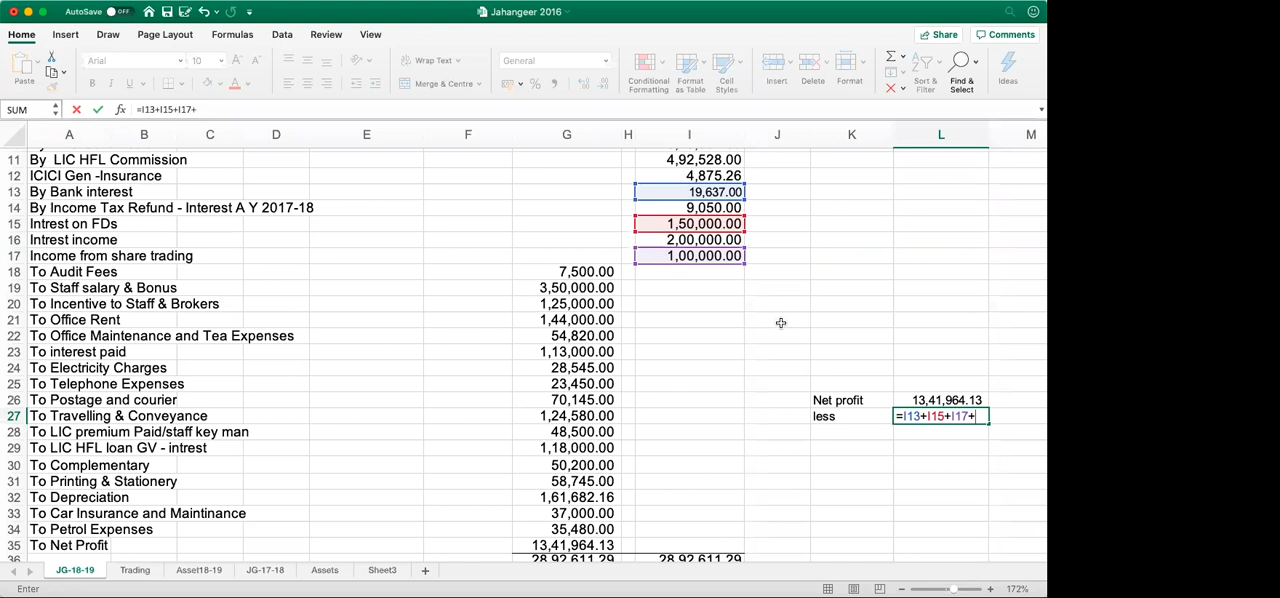 AutoSave OFF Jahangeer 2016
Home Insert Draw Page Layout Formulas Data Review View Share Comments
Paste Arial 10 A A Wrap Text General Conditional Formatting Format as Table Cell Styles Insert Delete Format Sort & Filter Find & Select Ideas
B I U A Merge & Centre % ,
SUM fx =I13+I15+I17+
A B C D E F G H I J K L M
11 By LIC HFL Commission 4,92,528.00
12 ICICI Gen -Insurance 4,875.26
13 By Bank interest 19,637.00
14 By Income Tax Refund - Interest A Y 2017-18 9,050.00
15 Intrest on FDs 1,50,000.00
16 Intrest income 2,00,000.00
17 Income from share trading 1,00,000.00
18 To Audit Fees 7,500.00
19 To Staff salary & Bonus 3,50,000.00
20 To Incentive to Staff & Brokers 1,25,000.00
21 To Office Rent 1,44,000.00
22 To Office Maintenance and Tea Expenses 54,820.00
23 To interest paid 1,13,000.00
24 To Electricity Charges 28,545.00
25 To Telephone Expenses 23,450.00
26 To Postage and courier 70,145.00 Net profit 13,41,964.13
27 To Travelling & Conveyance 1,24,580.00 less =I13+I15+I17+
28 To LIC premium Paid/staff key man 48,500.00
29 To LIC HFL loan GV - intrest 1,18,000.00
30 To Complementary 50,200.00
31 To Printing & Stationery 58,745.00
32 To Depreciation 1,61,682.16
33 To Car Insurance and Maintinance 37,000.00
34 To Petrol Expenses 35,480.00
35 To Net Profit 13,41,964.13
36 28,92,611.29 28,92,611.29
JG-18-19 Trading Asset18-19 JG-17-18 Assets Sheet3 +
Enter 172%